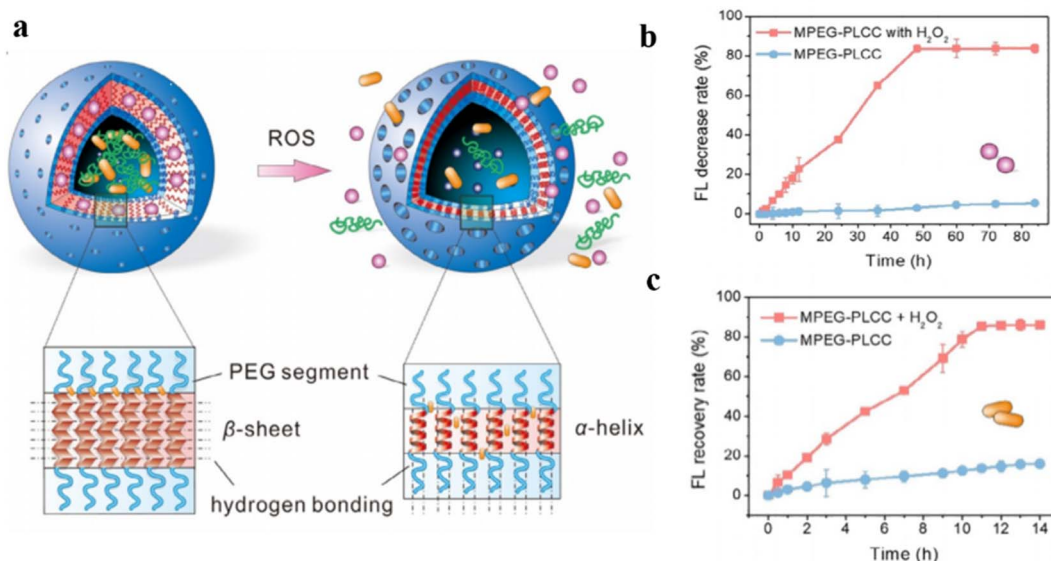 a
ROS
PEG segment
β-sheet
α-helix
hydrogen bonding
b
MPEG-PLCC with H₂O₂
MPEG-PLCC
FL decrease rate (%)
100
80
60
40
20
0
0 10 20 30 40 50 60 70 80
Time (h)
c
MPEG-PLCC + H₂O₂
MPEG-PLCC
FL recovery rate (%)
100
80
60
40
20
0
0 2 4 6 8 10 12 14
Time (h)